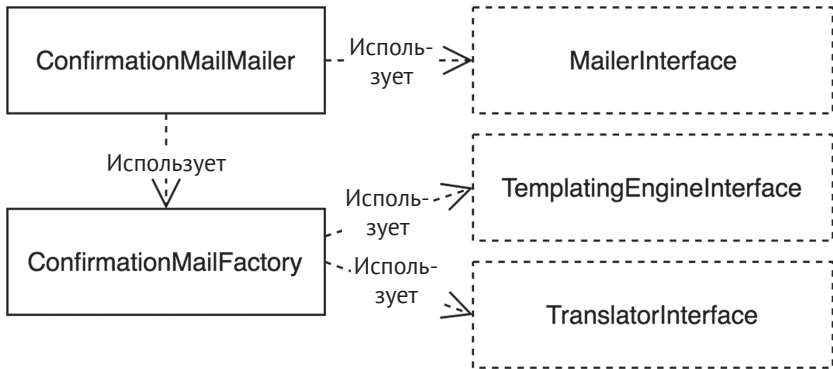 ConfirmationMailMailer
Исполь-
зует
MailerInterface
Использует
ConfirmationMailFactory
Исполь-
зует
TemplatingEngineInterface
Исполь-
зует
TranslatorInterface